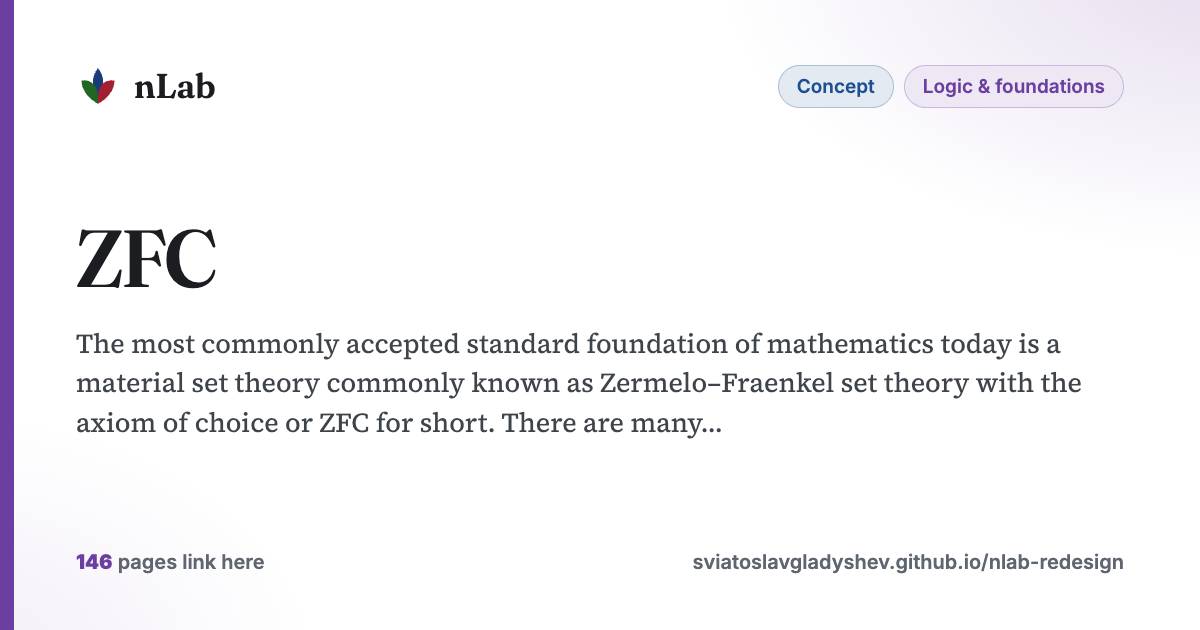 nLab
Concept
Logic & foundations
ZFC
The most commonly accepted standard foundation of mathematics today is a
material set theory commonly known as Zermelo–Fraenkel set theory with the
axiom of choice or ZFC for short. There are many...
146 pages link here
sviatoslavgladyshev.github.io/nlab-redesign